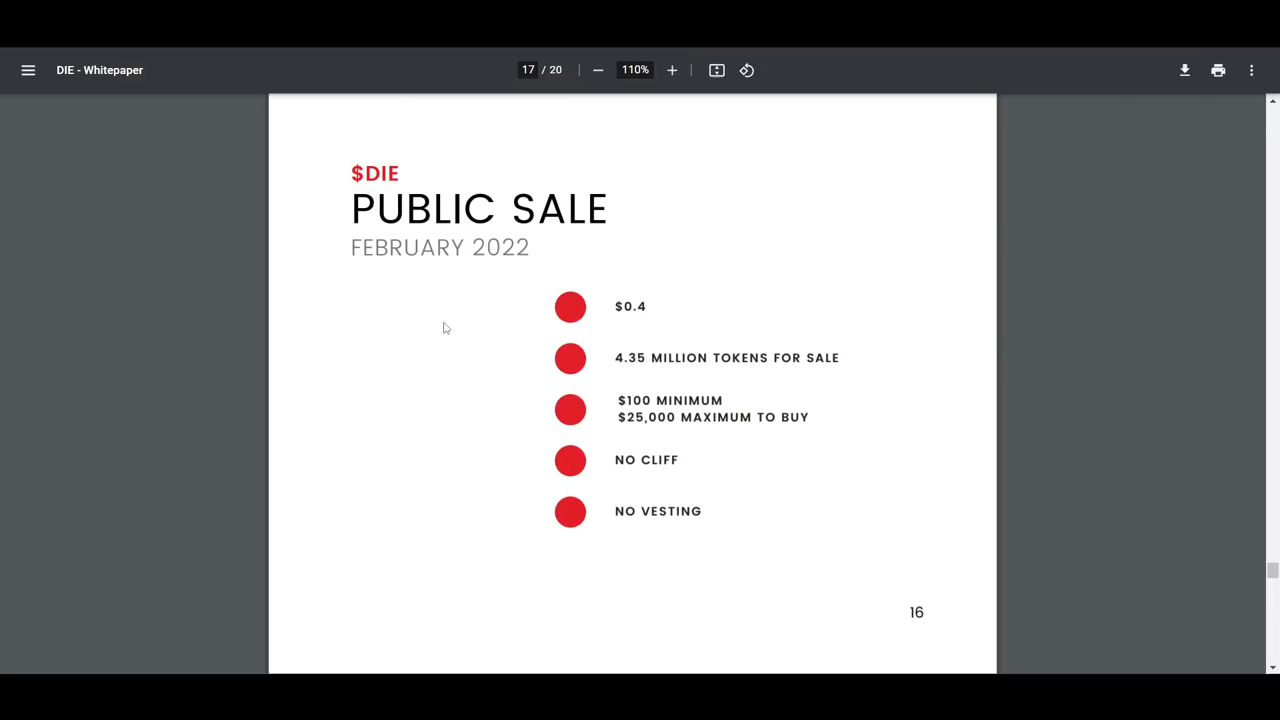 DIE - Whitepaper
17 / 20
110%
$DIE
PUBLIC SALE
FEBRUARY 2022
$0.4
4.35 MILLION TOKENS FOR SALE
$100 MINIMUM
$25,000 MAXIMUM TO BUY
NO CLIFF
NO VESTING
16